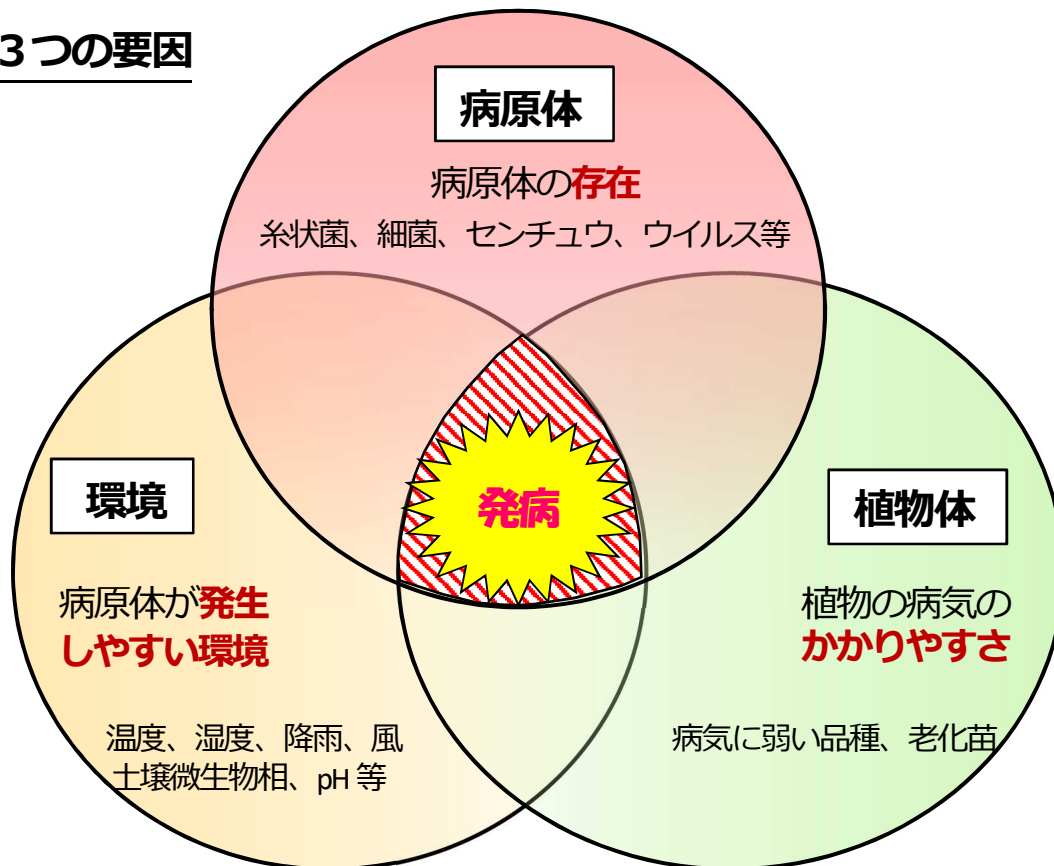 ３つの要因
病原体
病原体の存在
糸状菌、細菌、センチュウ、ウイルス等
発病
環境
病原体が発生
しやすい環境
温度、湿度、降雨、風
土壌微生物相、pH 等
植物体
植物の病気の
かかりやすさ
病気に弱い品種、老化苗